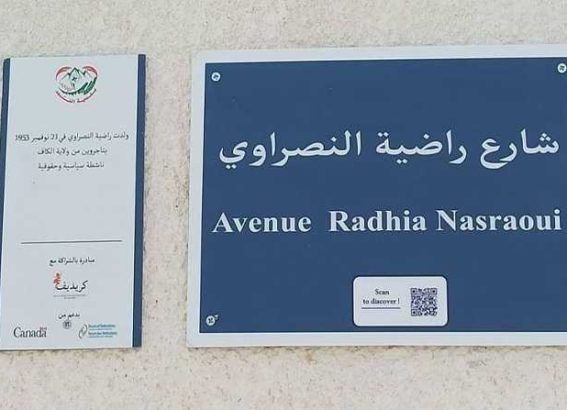 ولدت راضية النصراوي في 21 نوفمبر 1953
بتاجروين من ولاية الكاف
ناشطة سياسية وحقوقية
مبادرة بالشراكة مع
كريديف
بدعم من
Canada
شارع راضية النصراوي
Avenue Radhia Nasraoui
Scan
to discover!